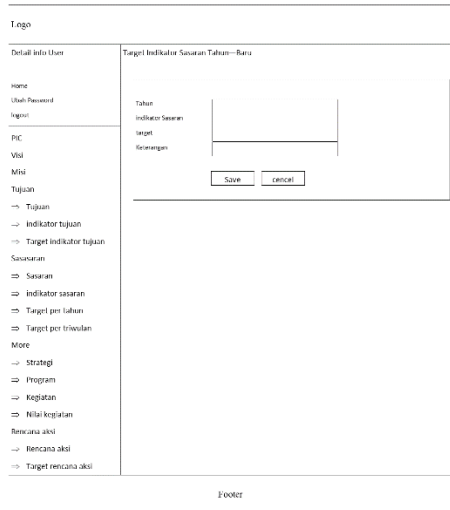 Logo
Detail info User
Target Indikator Sasaran Tahun—Baru
Home
Ubah Password
logout
Tahun
indikator Sasaran
target
Keterangan
Save
cencel
PIC
Visi
Misi
Tujuan
⇒ Tujuan
⇒ indikator tujuan
⇒ Target indikator tujuan
Sasasaran
⇒ Sasaran
⇒ indikator sasaran
⇒ Target per tahun
⇒ Target per triwulan
More
⇒ Strategi
⇒ Program
⇒ Kegiatan
⇒ Nilai kegiatan
Rencana aksi
⇒ Rencana aksi
⇒ Target rencana aksi
Footer